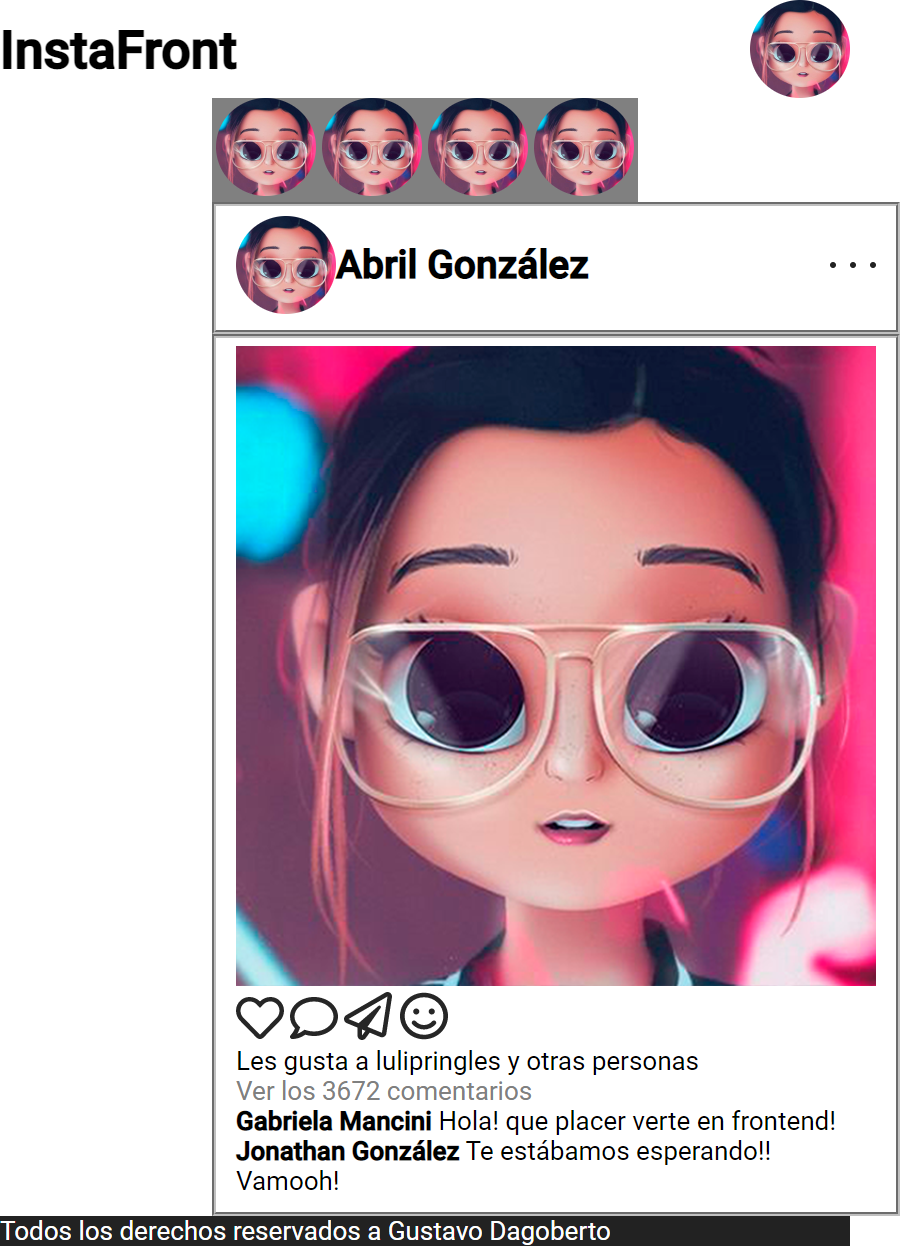 InstaFront
Abril González
Les gusta a lulipringles y otras personas
Ver los 3672 comentarios
Gabriela Mancini Hola! que placer verte en frontend!
Jonathan González Te estábamos esperando!!
Vamooh!
Todos los derechos reservados a Gustavo Dagoberto